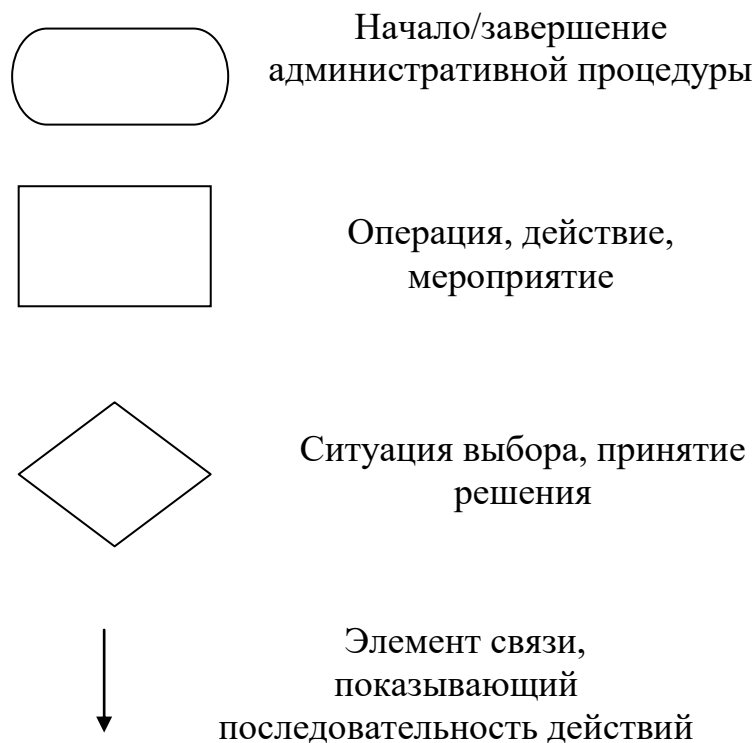 Начало/завершение
административной процедуры
Операция, действие,
мероприятие
Ситуация выбора, принятие
решения
Элемент связи,
показывающий
последовательность действий